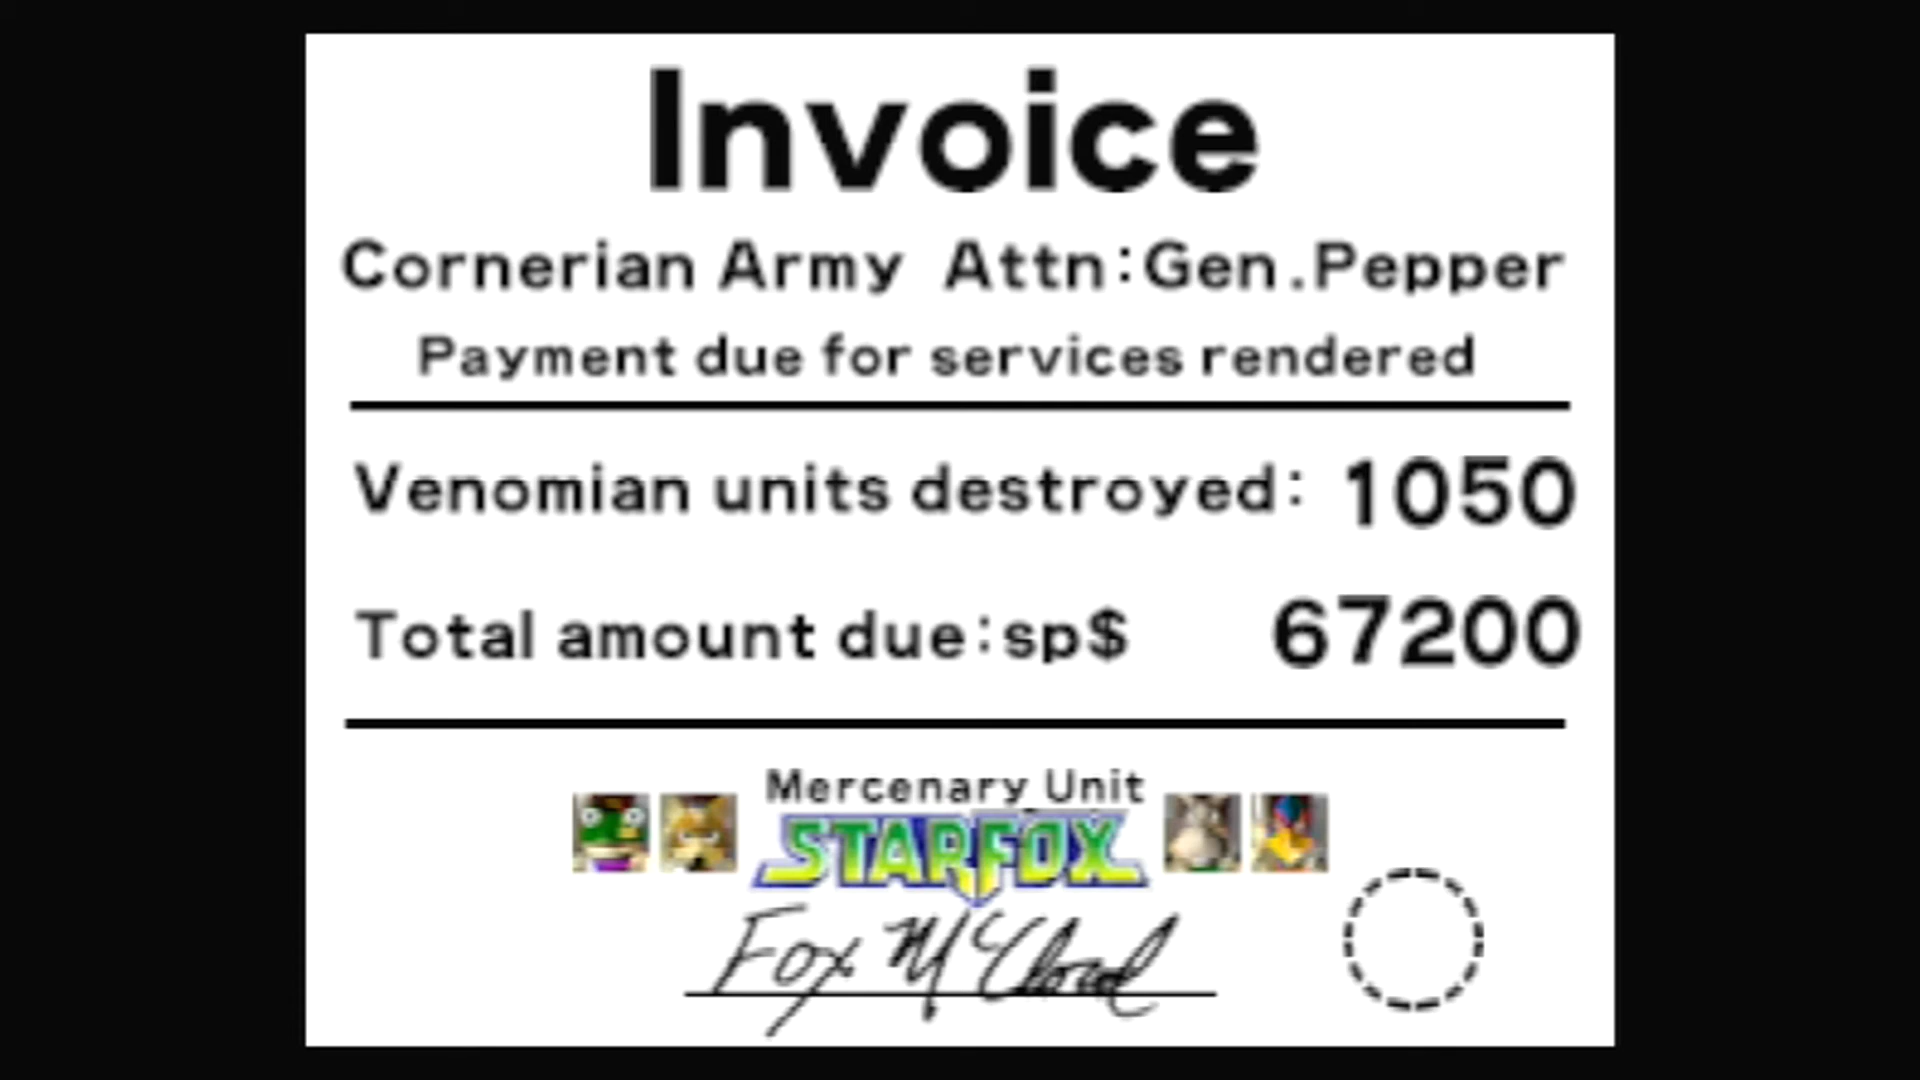 Invoice
Cornerian Army Attn:Gen.Pepper
Payment due for services rendered
Venomian units destroyed: 1050
Total amount due:sp$ 67200
Mercenary Unit
STARFOX
Fox McCloud